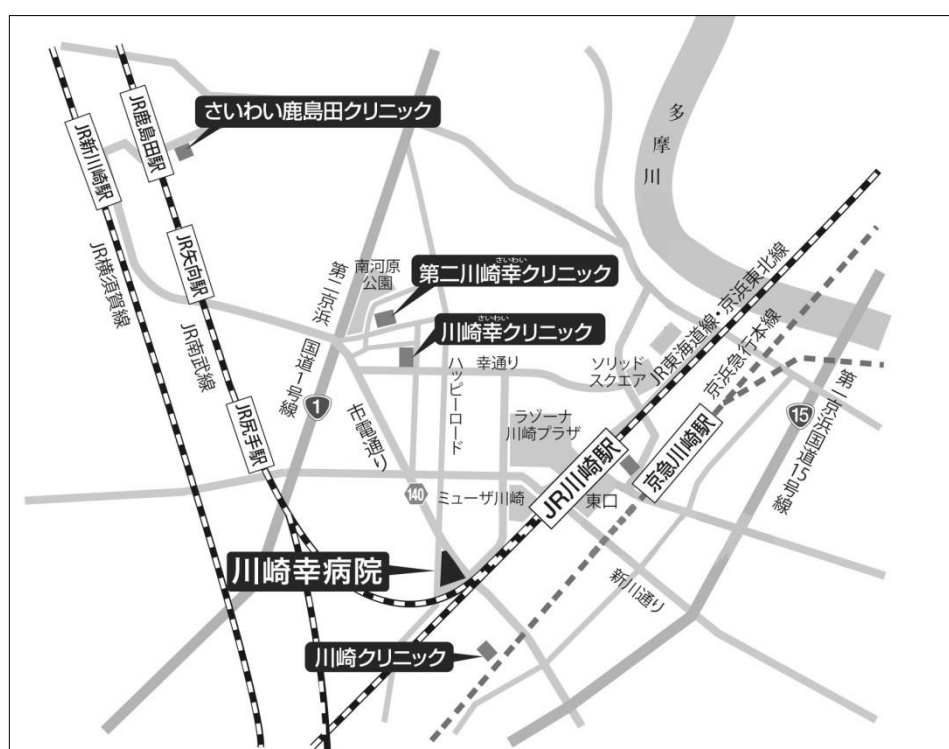 さいわい鹿島田クリニック
JR鹿島田駅
JR新川崎駅
多摩川
JR矢向駅
JR横須賀線
JR南武線
第二京浜
国道1号線
1
南河原
公園
さいわい
第二川崎幸クリニック
さいわい
川崎幸クリニック
ハッピーロード
幸通り
ソリッド
スクエア
JR東海道線・京浜東北線
京浜急行本線
第一京浜国道15号線
15
JR尻手駅
市電通り
140
ラゾーナ
川崎プラザ
ミューザ川崎
JR川崎駅
東口
京急川崎駅
川崎幸病院
新川通り
川崎クリニック